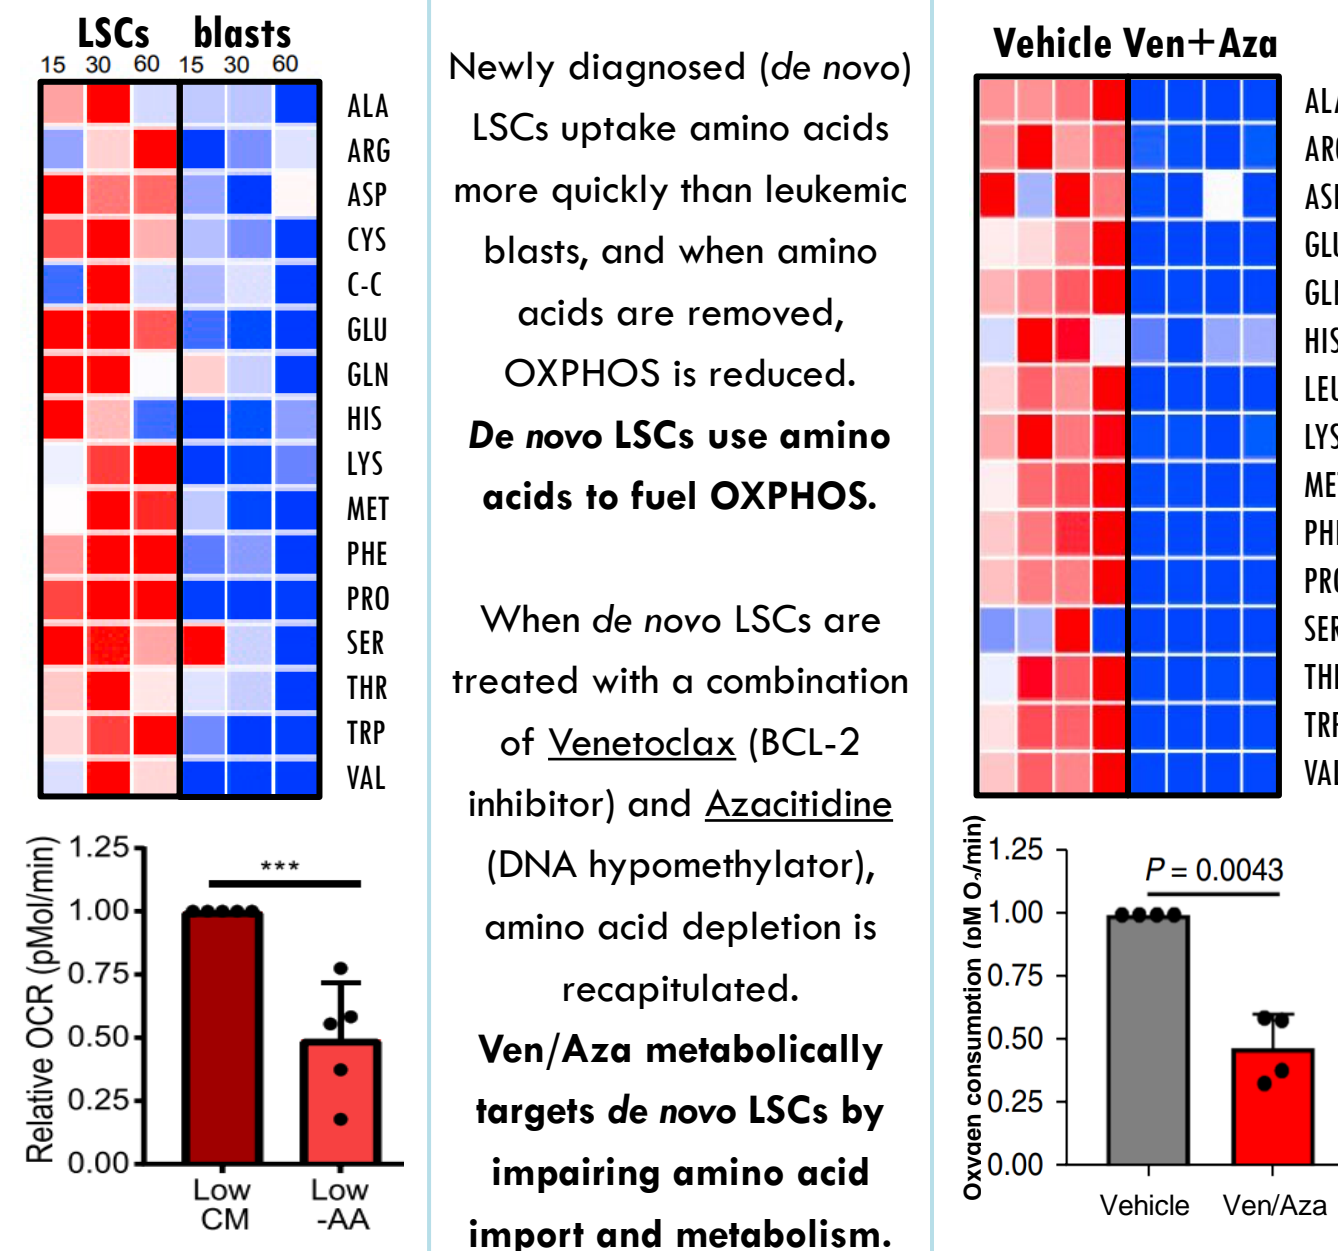 LSCs blasts
15 30 60 15 30 60
ALA
ARG
ASP
CYS
C-C
GLU
GLN
HIS
LYS
MET
PHE
PRO
SER
THR
TRP
VAL
Relative OCR (pMol/min)
1.25
1.00
0.75
0.50
0.25
0.00
***
Low CM
Low -AA
Newly diagnosed (de novo)
LSCs uptake amino acids
more quickly than leukemic
blasts, and when amino
acids are removed,
OXPHOS is reduced.
De novo LSCs use amino
acids to fuel OXPHOS.
When de novo LSCs are
treated with a combination
of Venetoclax (BCL-2
inhibitor) and Azacitidine
(DNA hypomethylator),
amino acid depletion is
recapitulated.
Ven/Aza metabolically
targets de novo LSCs by
impairing amino acid
import and metabolism.
Vehicle Ven+Aza
HIS
LYS
SER
Oxygen consumption (pM O₂/min)
1.25
1.00
0.75
0.50
0.25
0.00
P = 0.0043
Vehicle
Ven/Aza